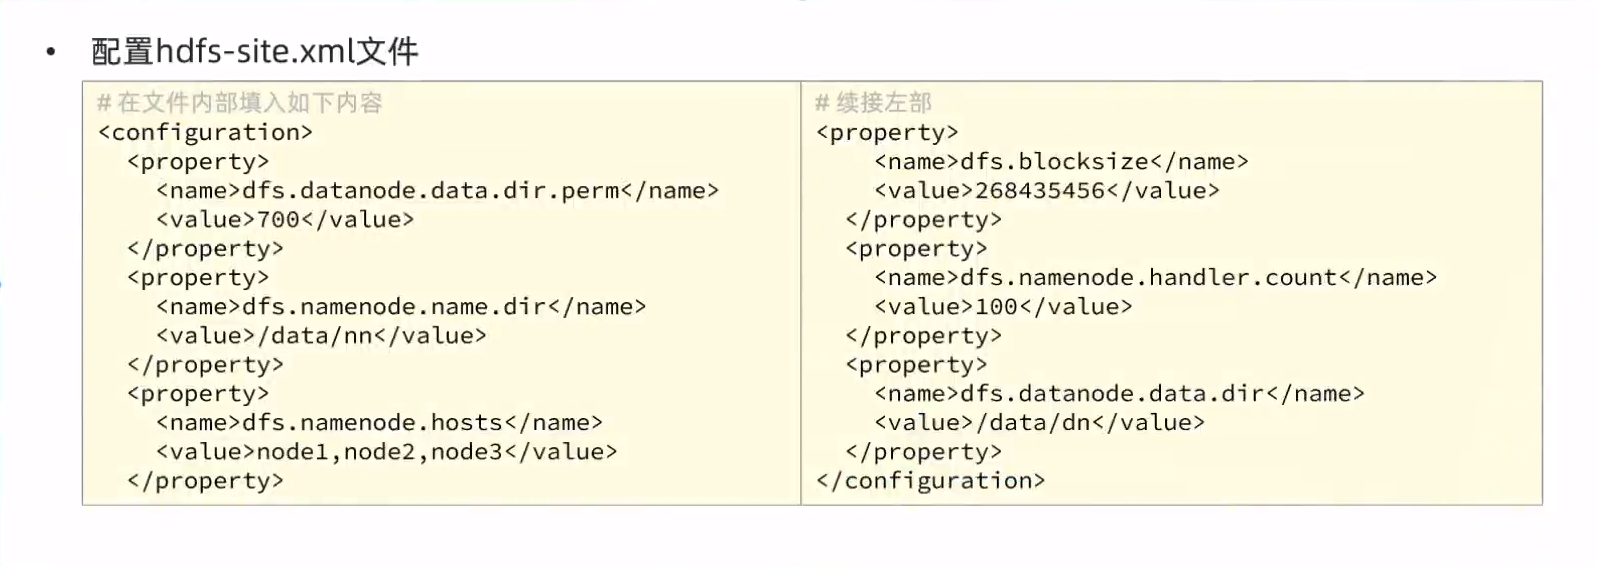 • 配置hdfs-site.xml文件
# 在文件内部填入如下内容
<configuration>
  <property>
    <name>dfs.datanode.data.dir.perm</name>
    <value>700</value>
  </property>
  <property>
    <name>dfs.namenode.name.dir</name>
    <value>/data/nn</value>
  </property>
  <property>
    <name>dfs.namenode.hosts</name>
    <value>node1,node2,node3</value>
  </property>
# 续接左部
<property>
    <name>dfs.blocksize</name>
    <value>268435456</value>
  </property>
  <property>
    <name>dfs.namenode.handler.count</name>
    <value>100</value>
  </property>
  <property>
    <name>dfs.datanode.data.dir</name>
    <value>/data/dn</value>
  </property>
</configuration>